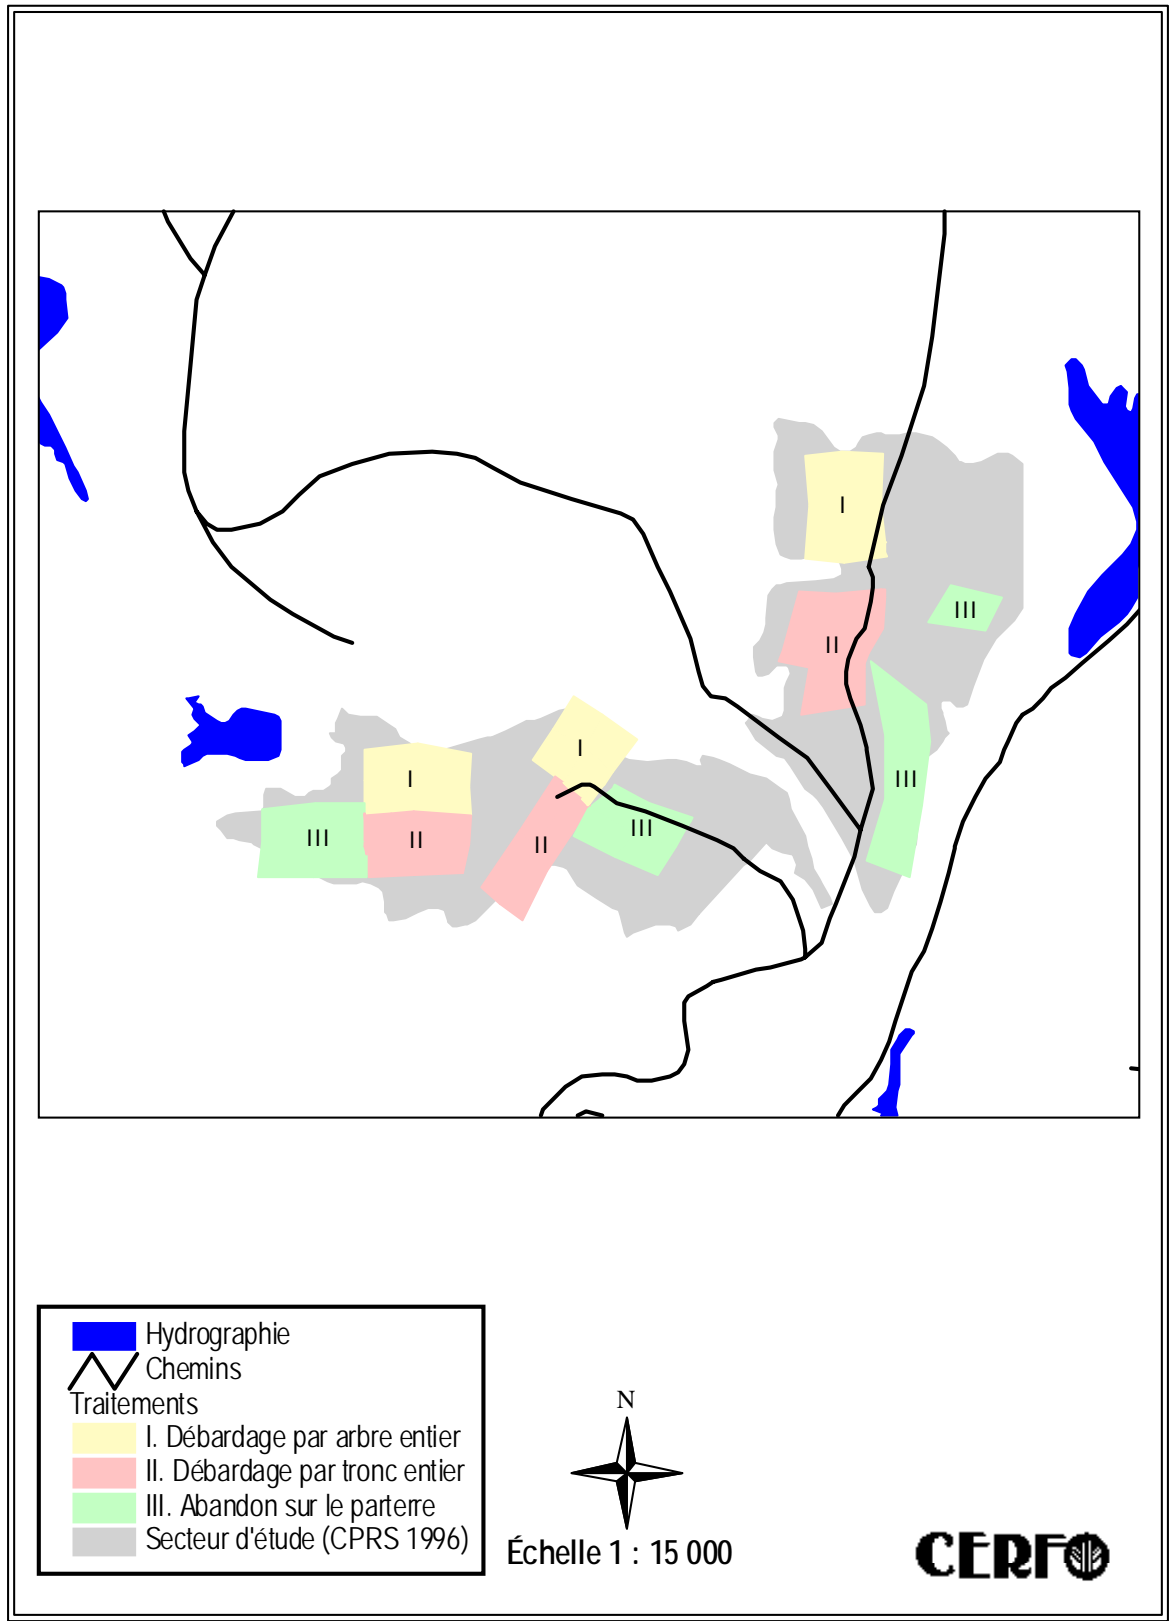 I
III
II
I
I
III
III
II
III
II
Hydrographie
Chemins
Traitements
I. Débardage par arbre entier
II. Débardage par tronc entier
III. Abandon sur le parterre
Secteur d'étude (CPRS 1996)
N
Échelle 1 : 15 000
CERFO